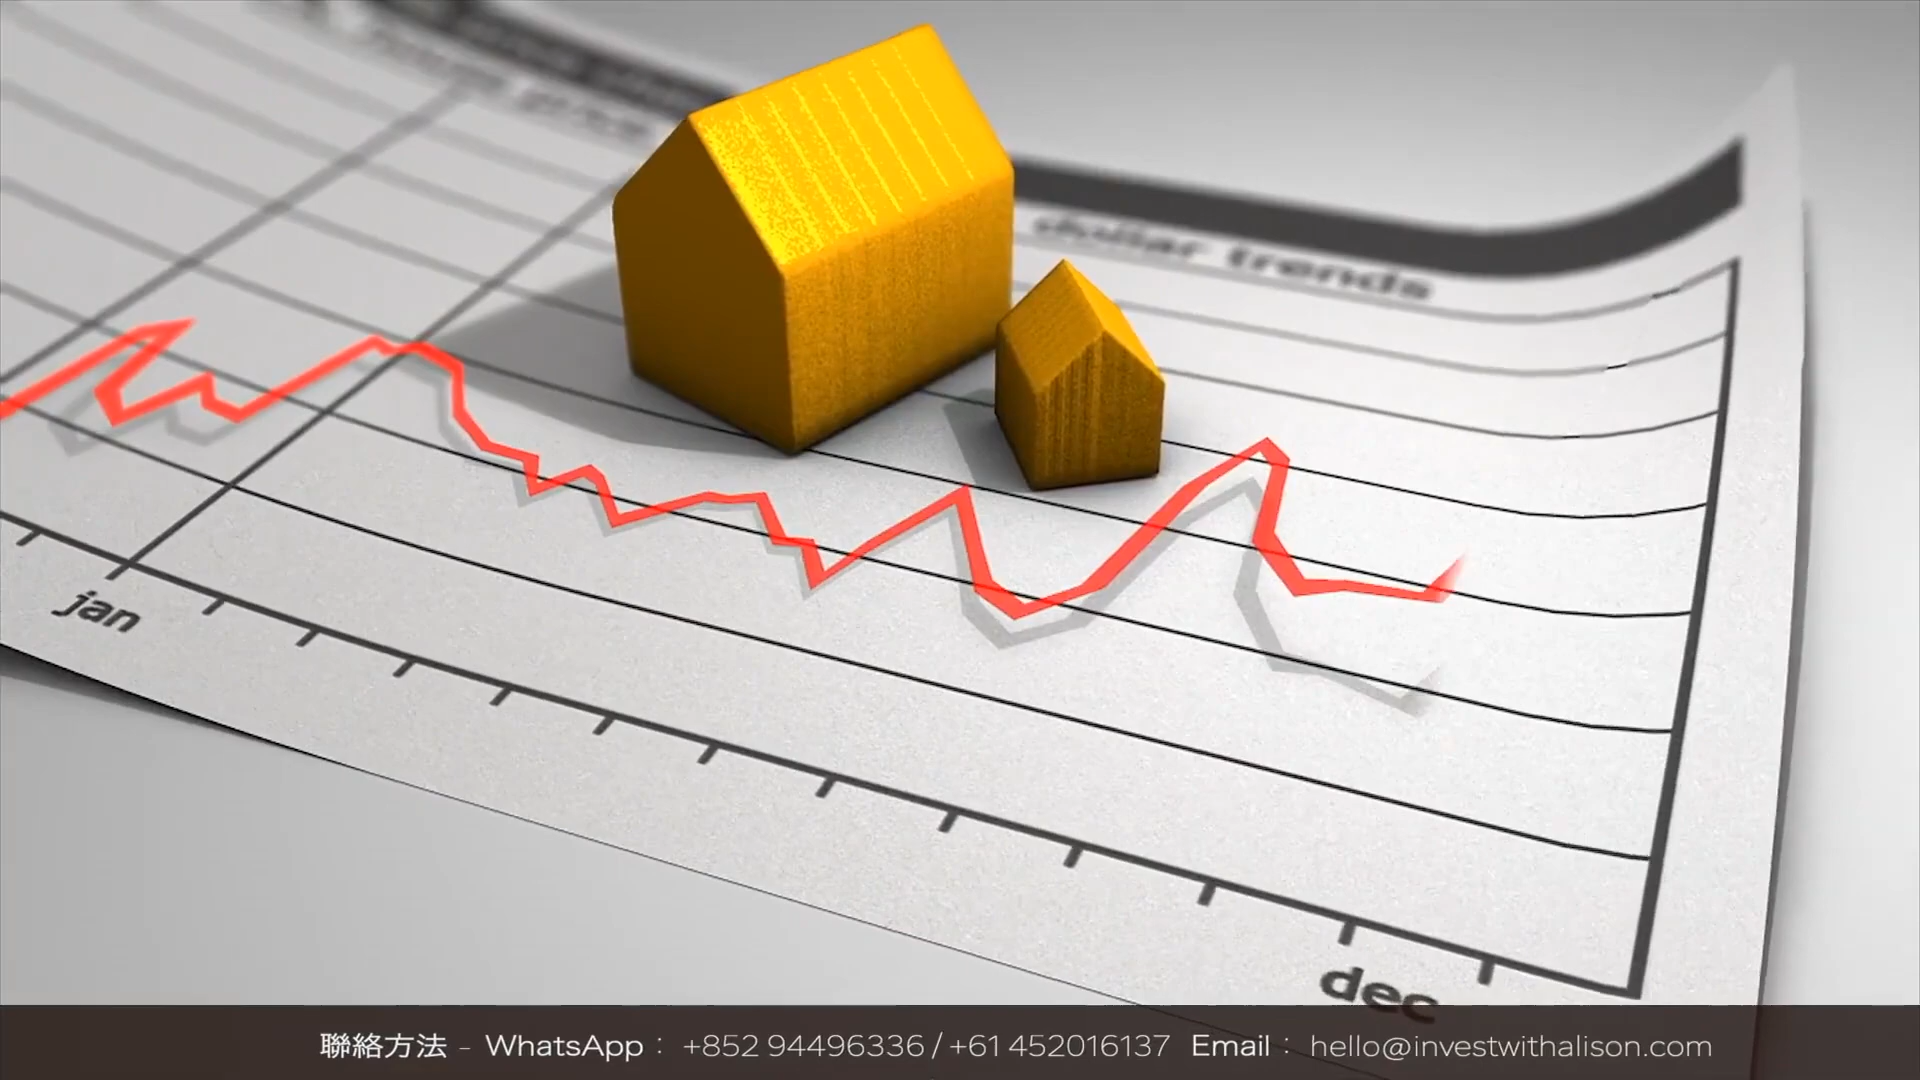 dollar trends
jan
dec
聯絡方法 - WhatsApp： +852 94496336 / +61 452016137 Email： hello@investwithalison.com